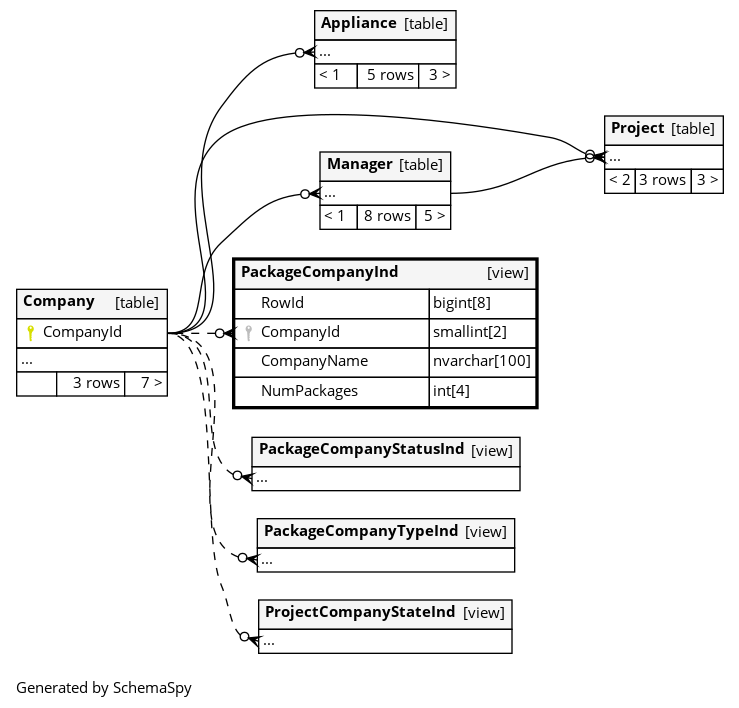 Appliance [table]
...
< 1 5 rows 3 >
Project [table]
...
< 2 3 rows 3 >
Manager [table]
...
< 1 8 rows 5 >
PackageCompanyInd [view]
RowId bigint[8]
CompanyId smallint[2]
CompanyName nvarchar[100]
NumPackages int[4]
Company [table]
CompanyId
...
3 rows 7 >
PackageCompanyStatusInd [view]
...
PackageCompanyTypeInd [view]
...
ProjectCompanyStateInd [view]
...
Generated by SchemaSpy